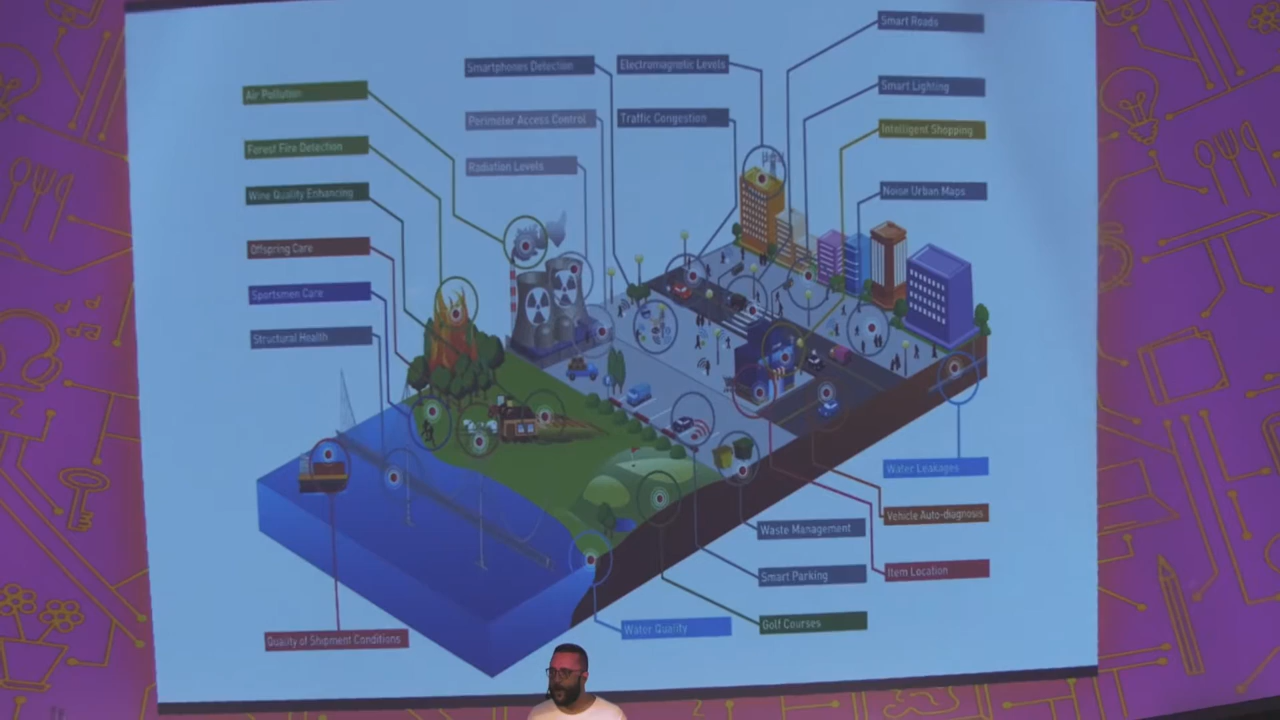 Smart Roads
Smartphones Detection
Electromagnetic Levels
Air Pollution
Smart Lighting
Perimeter Access Control
Traffic Congestion
Intelligent Shopping
Forest Fire Detection
Radiation Levels
Wine Quality Enhancing
Noise Urban Maps
Offspring Care
Sportsmen Care
Structural Health
Water Leakages
Vehicle Auto-diagnosis
Waste Management
Item Location
Smart Parking
Golf Courses
Water Quality
Quality of Shipment Conditions